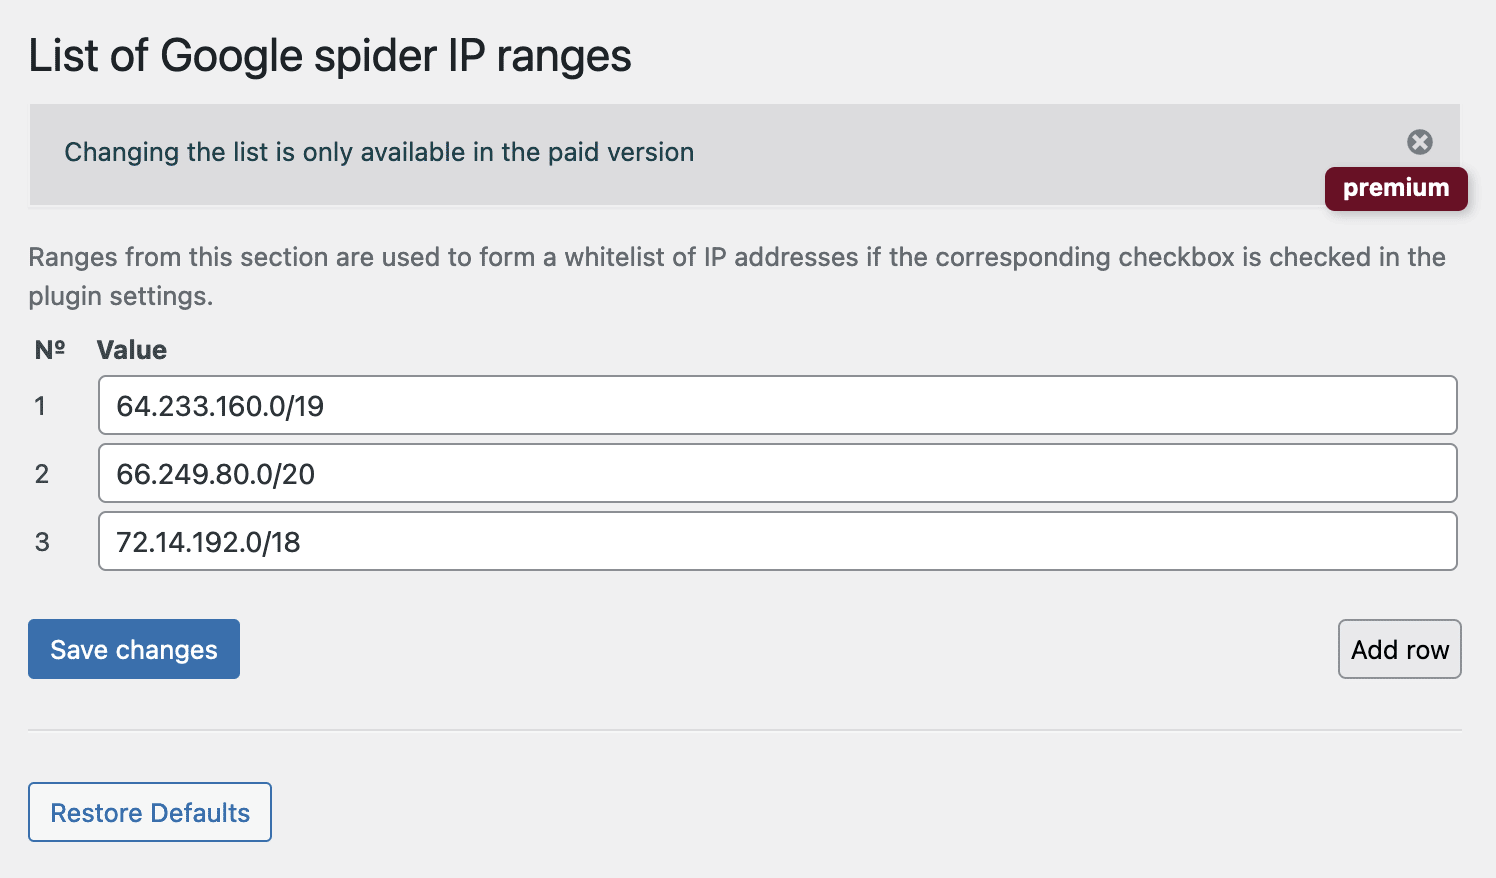 List of Google spider IP ranges
Changing the list is only available in the paid version
premium
Ranges from this section are used to form a whitelist of IP addresses if the corresponding checkbox is checked in the
plugin settings.
Nº Value
1 64.233.160.0/19
2 66.249.80.0/20
3 72.14.192.0/18
Save changes Add row
Restore Defaults